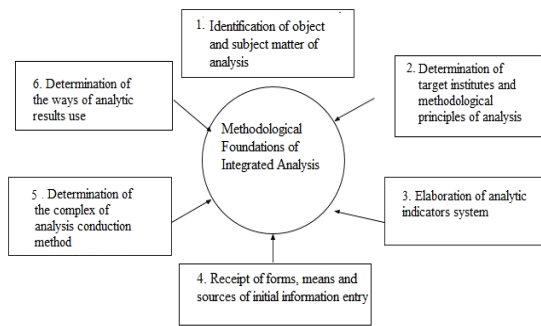 1. Identification of object
and subject matter of
analysis
2. Determination of
target institutes and
methodological
principles of analysis
3. Elaboration of analytic
indicators system
4. Receipt of forms, means and
sources of initial information entry
5 . Determination of
the complex of
analysis conduction
method
6. Determination of
the ways of analytic
results use
Methodological
Foundations of
Integrated Analysis